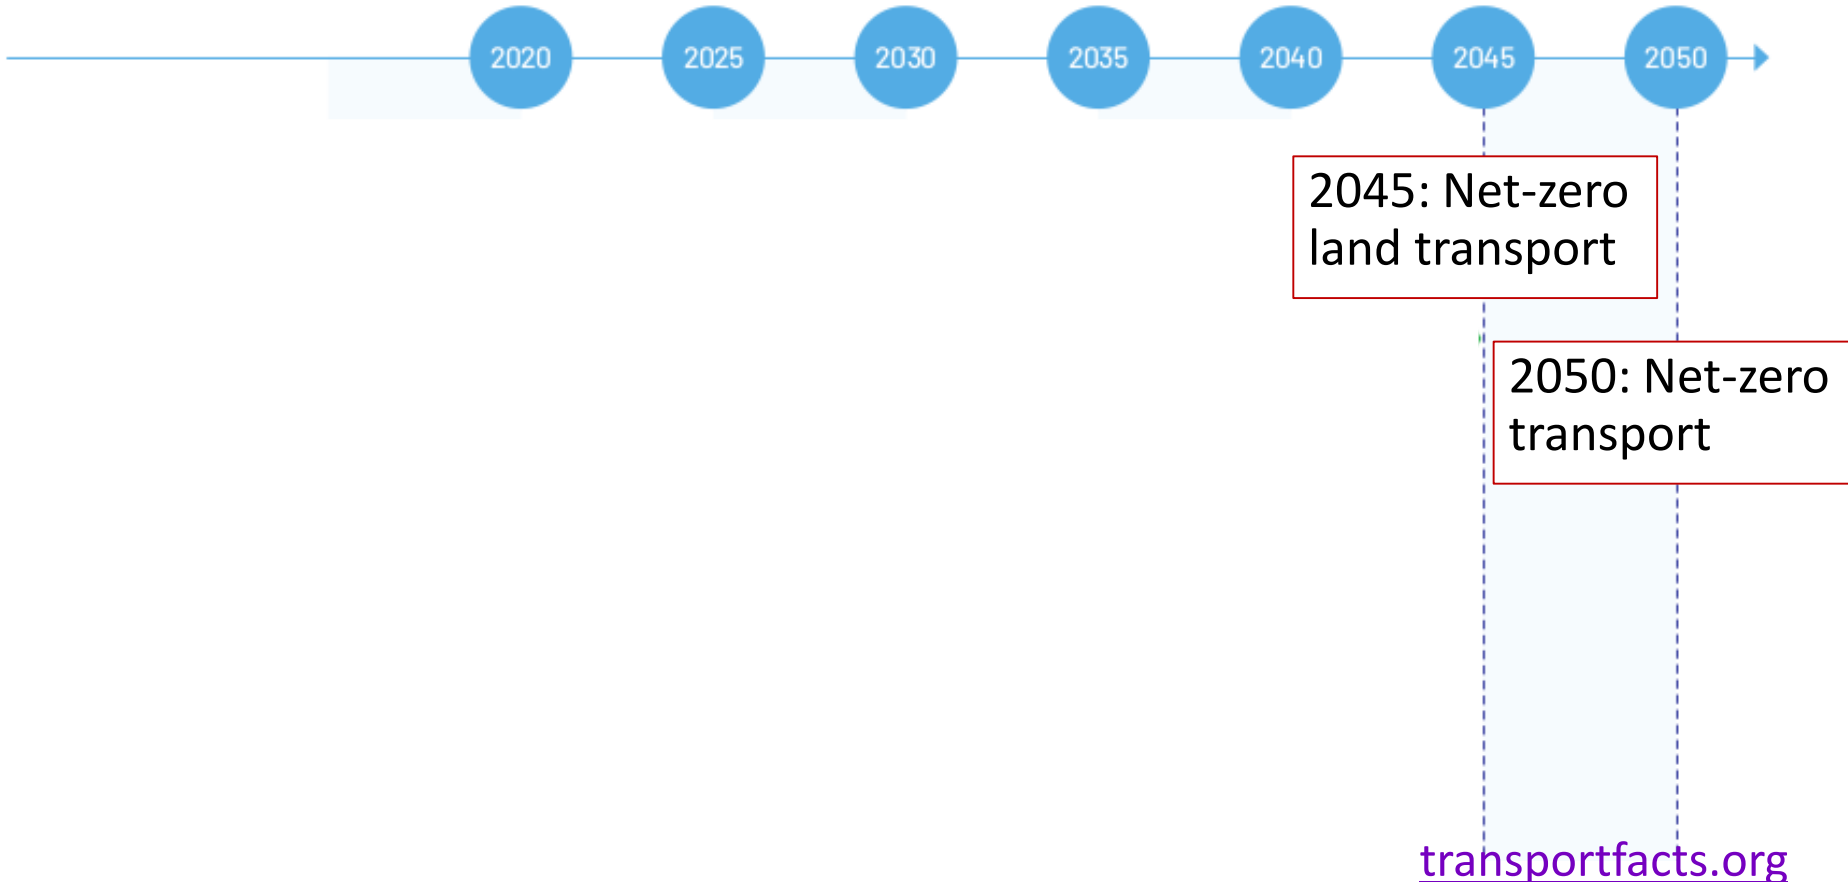 2020 2025 2030 2035 2040 2045 2050
2045: Net-zero
land transport
2050: Net-zero
transport
transportfacts.org